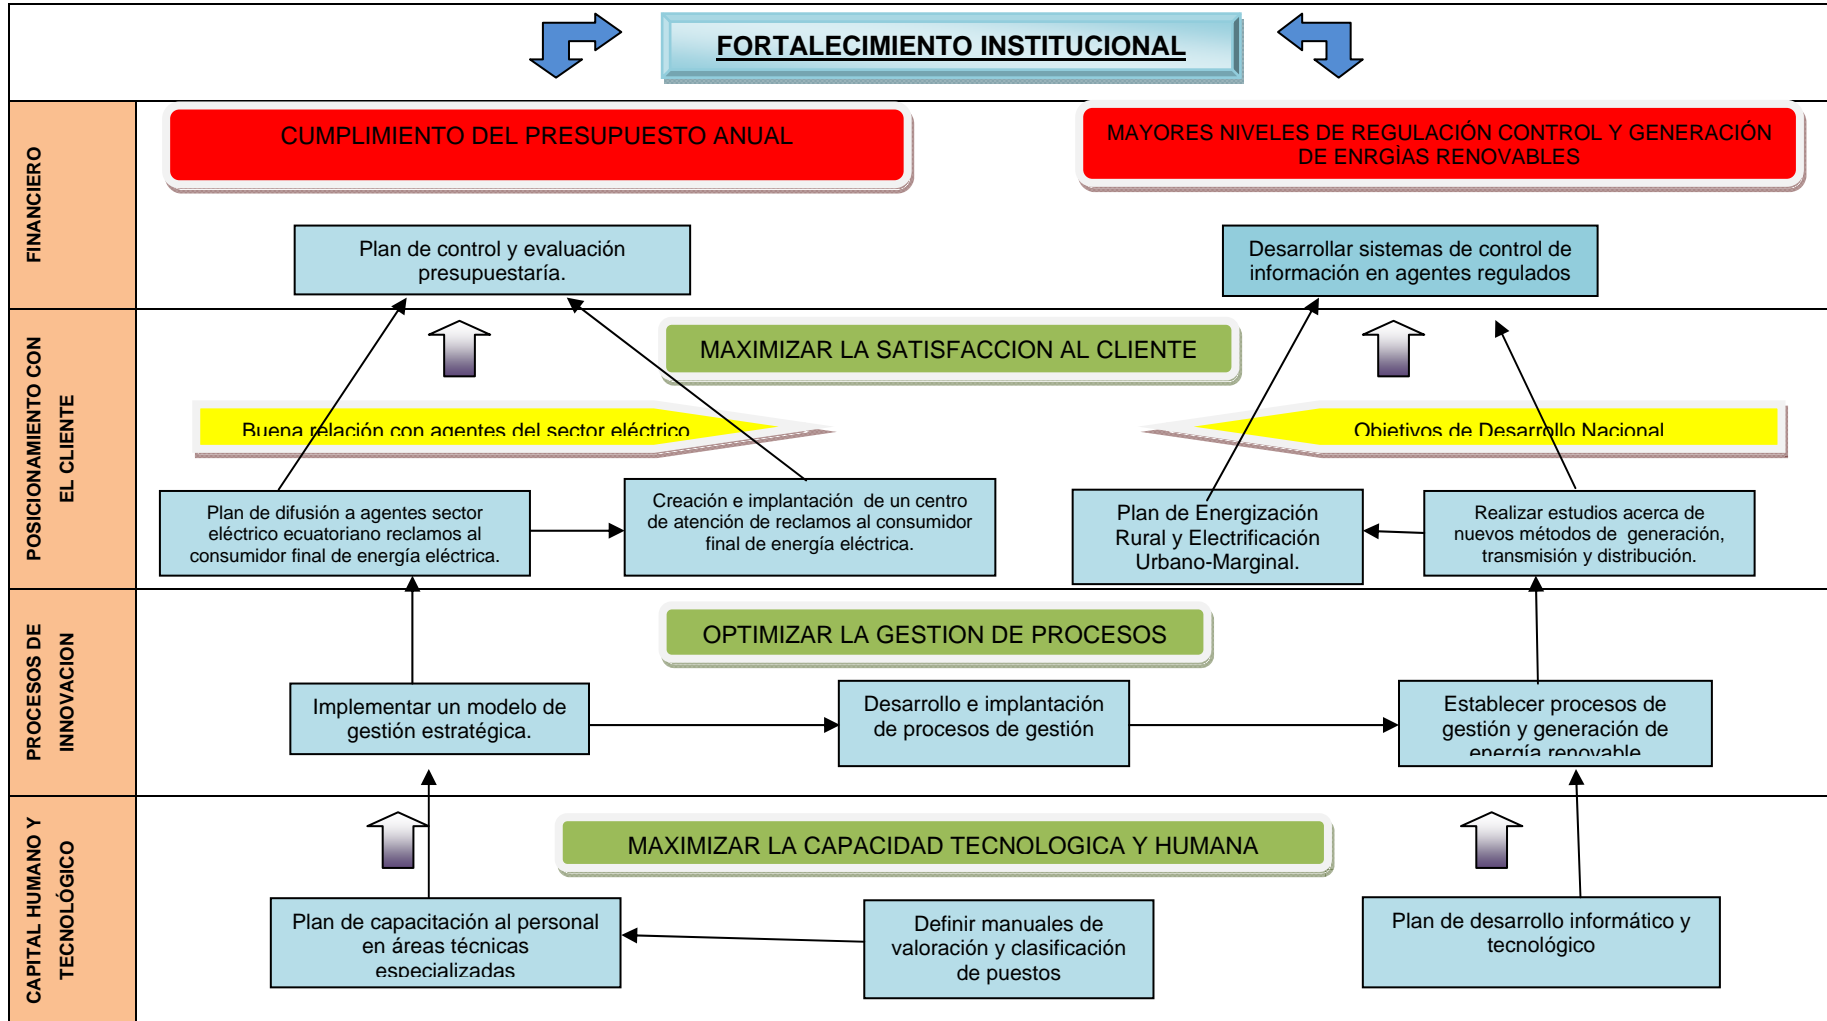 FORTALECIMIENTO INSTITUCIONAL
FINANCIERO
CUMPLIMIENTO DEL PRESUPUESTO ANUAL
MAYORES NIVELES DE REGULACIÓN CONTROL Y GENERACIÓN
DE ENRGÌAS RENOVABLES
Plan de control y evaluación
presupuestaría.
Desarrollar sistemas de control de
información en agentes regulados
POSICIONAMIENTO CON
EL CLIENTE
MAXIMIZAR LA SATISFACCION AL CLIENTE
Buena relación con agentes del sector eléctrico
Objetivos de Desarrollo Nacional
Plan de difusión a agentes sector
eléctrico ecuatoriano reclamos al
consumidor final de energía eléctrica.
Creación e implantación de un centro
de atención de reclamos al consumidor
final de energía eléctrica.
Plan de Energización
Rural y Electrificación
Urbano-Marginal.
Realizar estudios acerca de
nuevos métodos de generación,
transmisión y distribución.
PROCESOS DE
INNOVACION
OPTIMIZAR LA GESTION DE PROCESOS
Implementar un modelo de
gestión estratégica.
Desarrollo e implantación
de procesos de gestión
Establecer procesos de
gestión y generación de
energía renovable
CAPITAL HUMANO Y
TECNOLÓGICO
MAXIMIZAR LA CAPACIDAD TECNOLOGICA Y HUMANA
Plan de capacitación al personal
en áreas técnicas
especializadas
Definir manuales de
valoración y clasificación
de puestos
Plan de desarrollo informático y
tecnológico